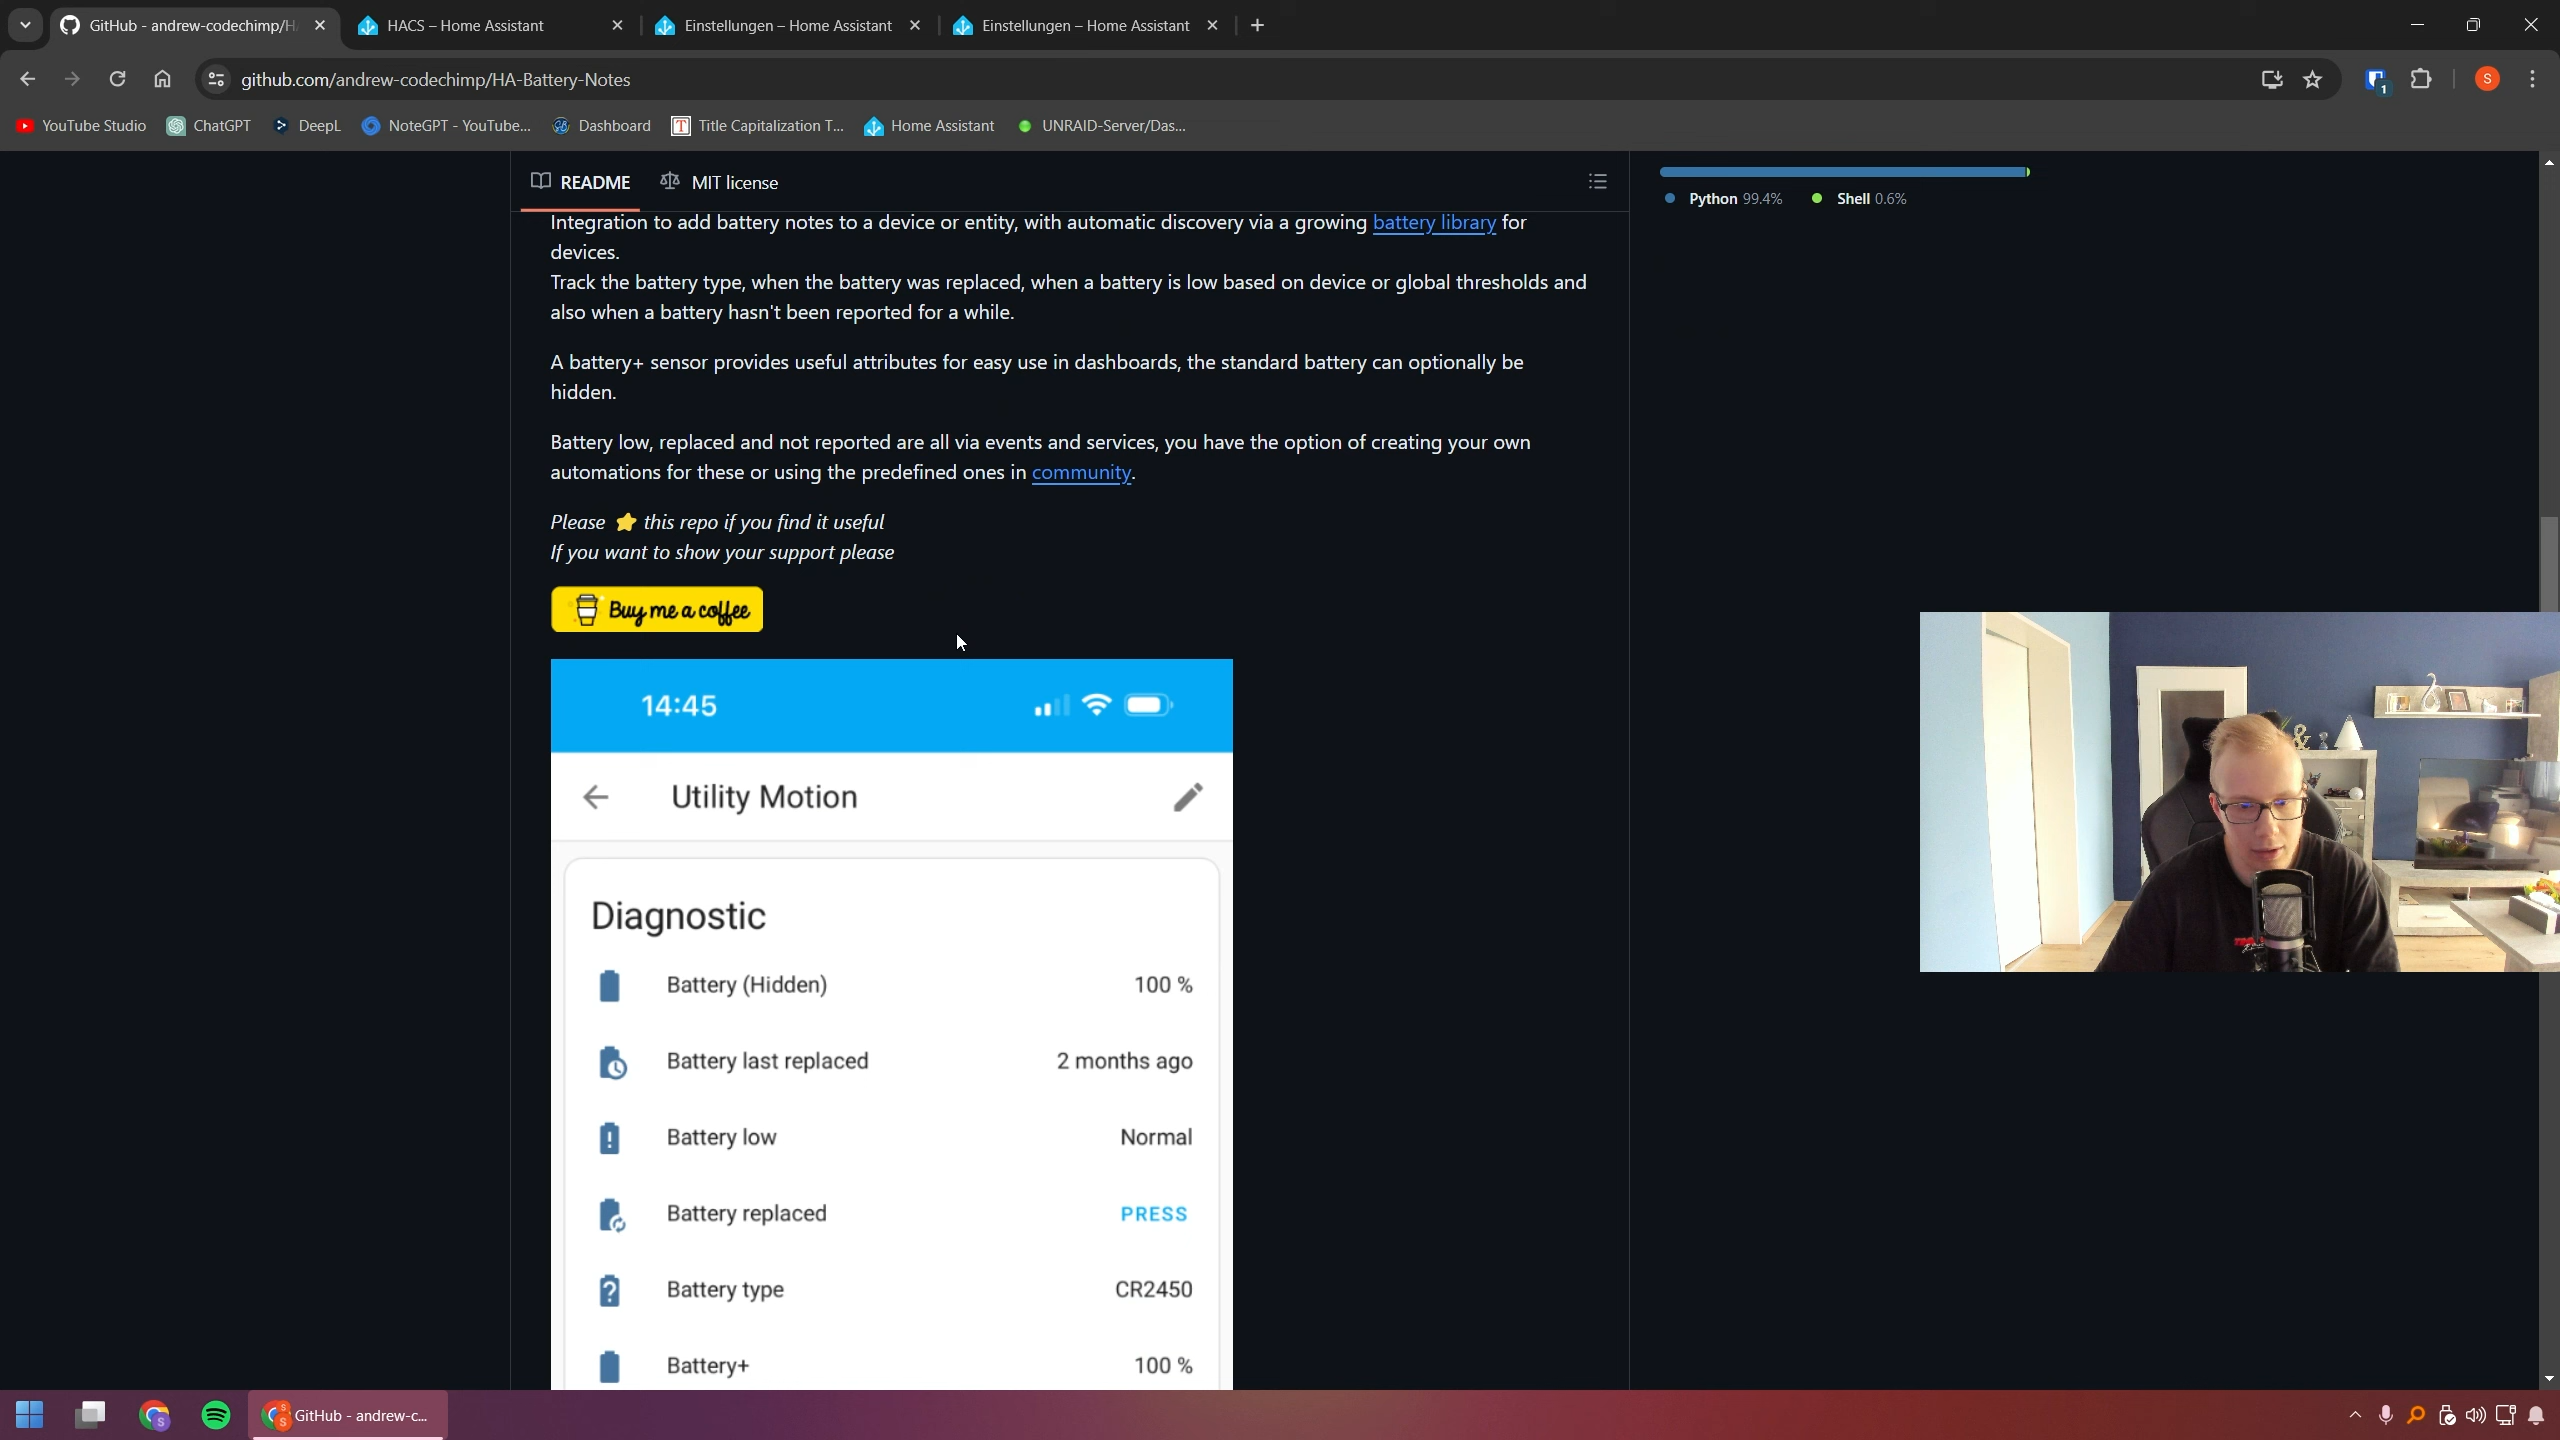 GitHub - andrew-codechimp/H
HACS – Home Assistant
Einstellungen – Home Assistant
Einstellungen – Home Assistant
github.com/andrew-codechimp/HA-Battery-Notes
S
1
YouTube Studio
ChatGPT
DeepL
NoteGPT - YouTube...
Dashboard
T
Title Capitalization T...
Home Assistant
UNRAID-Server/Das...
README
MIT license
Python 99.4%
Shell 0.6%
Integration to add battery notes to a device or entity, with automatic discovery via a growing battery library for
devices.
Track the battery type, when the battery was replaced, when a battery is low based on device or global thresholds and
also when a battery hasn't been reported for a while.
A battery+ sensor provides useful attributes for easy use in dashboards, the standard battery can optionally be
hidden.
Battery low, replaced and not reported are all via events and services, you have the option of creating your own
automations for these or using the predefined ones in community.
Please ⭐ this repo if you find it useful
If you want to show your support please
Buy me a coffee
14:45
Utility Motion
Diagnostic
Battery (Hidden) 100 %
Battery last replaced 2 months ago
Battery low Normal
Battery replaced PRESS
Battery type CR2450
Battery+ 100 %
GitHub - andrew-c...